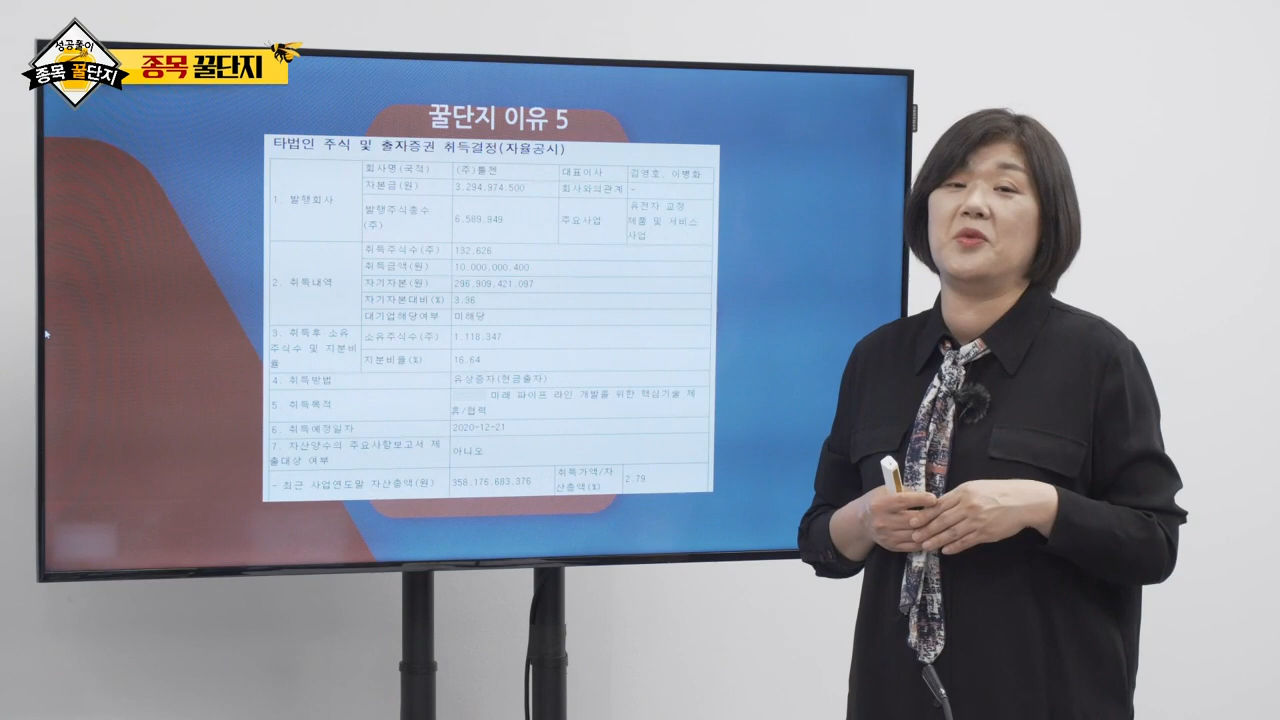 성공풀이
종목 꿀단지
종목 꿀단지
꿀단지 이유 5
타법인 주식 및 출자증권 취득결정(자율공시)
1. 발행회사
회사명(국적) (주)툴젠 대표이사 김영호, 이병화
자본금(원) 3,294,974,500 회사와의관계 -
발행주식총수(주) 6,589,949 주요사업 유전자 교정 제품 및 서비스 사업
2. 취득내역
취득주식수(주) 132,626
취득금액(원) 10,000,000,400
자기자본(원) 296,909,421,097
자기자본대비(%) 3.36
대기업해당여부 미해당
3. 취득후 소유주식수 및 지분비율
소유주식수(주) 1,118,347
지분비율(%) 16.64
4. 취득방법 유상증자(현금출자)
5. 취득목적 미래 파이프 라인 개발을 위한 핵심기술 제휴/협력
6. 취득예정일자 2020-12-21
7. 자산양수의 주요사항보고서 제출대상 여부 아니오
- 최근 사업연도말 자산총액(원) 358,176,683,376 취득가액/자산총액(%) 2.79